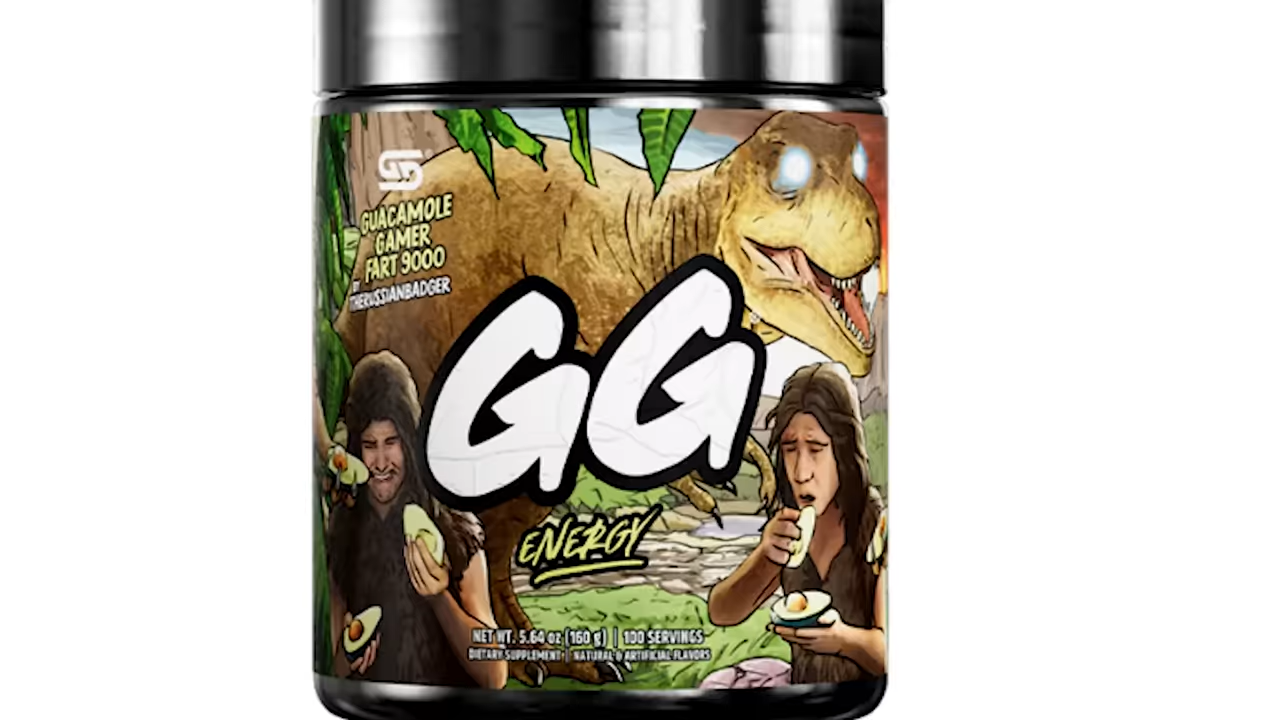 GS
GUACAMOLE
GAMER
FART 9000
BY
THERUSSIANBADGER
GG
ENERGY
NET WT. 5.64 oz (160 g) | 100 SERVINGS
DIETARY SUPPLEMENT | NATURAL & ARTIFICIAL FLAVORS